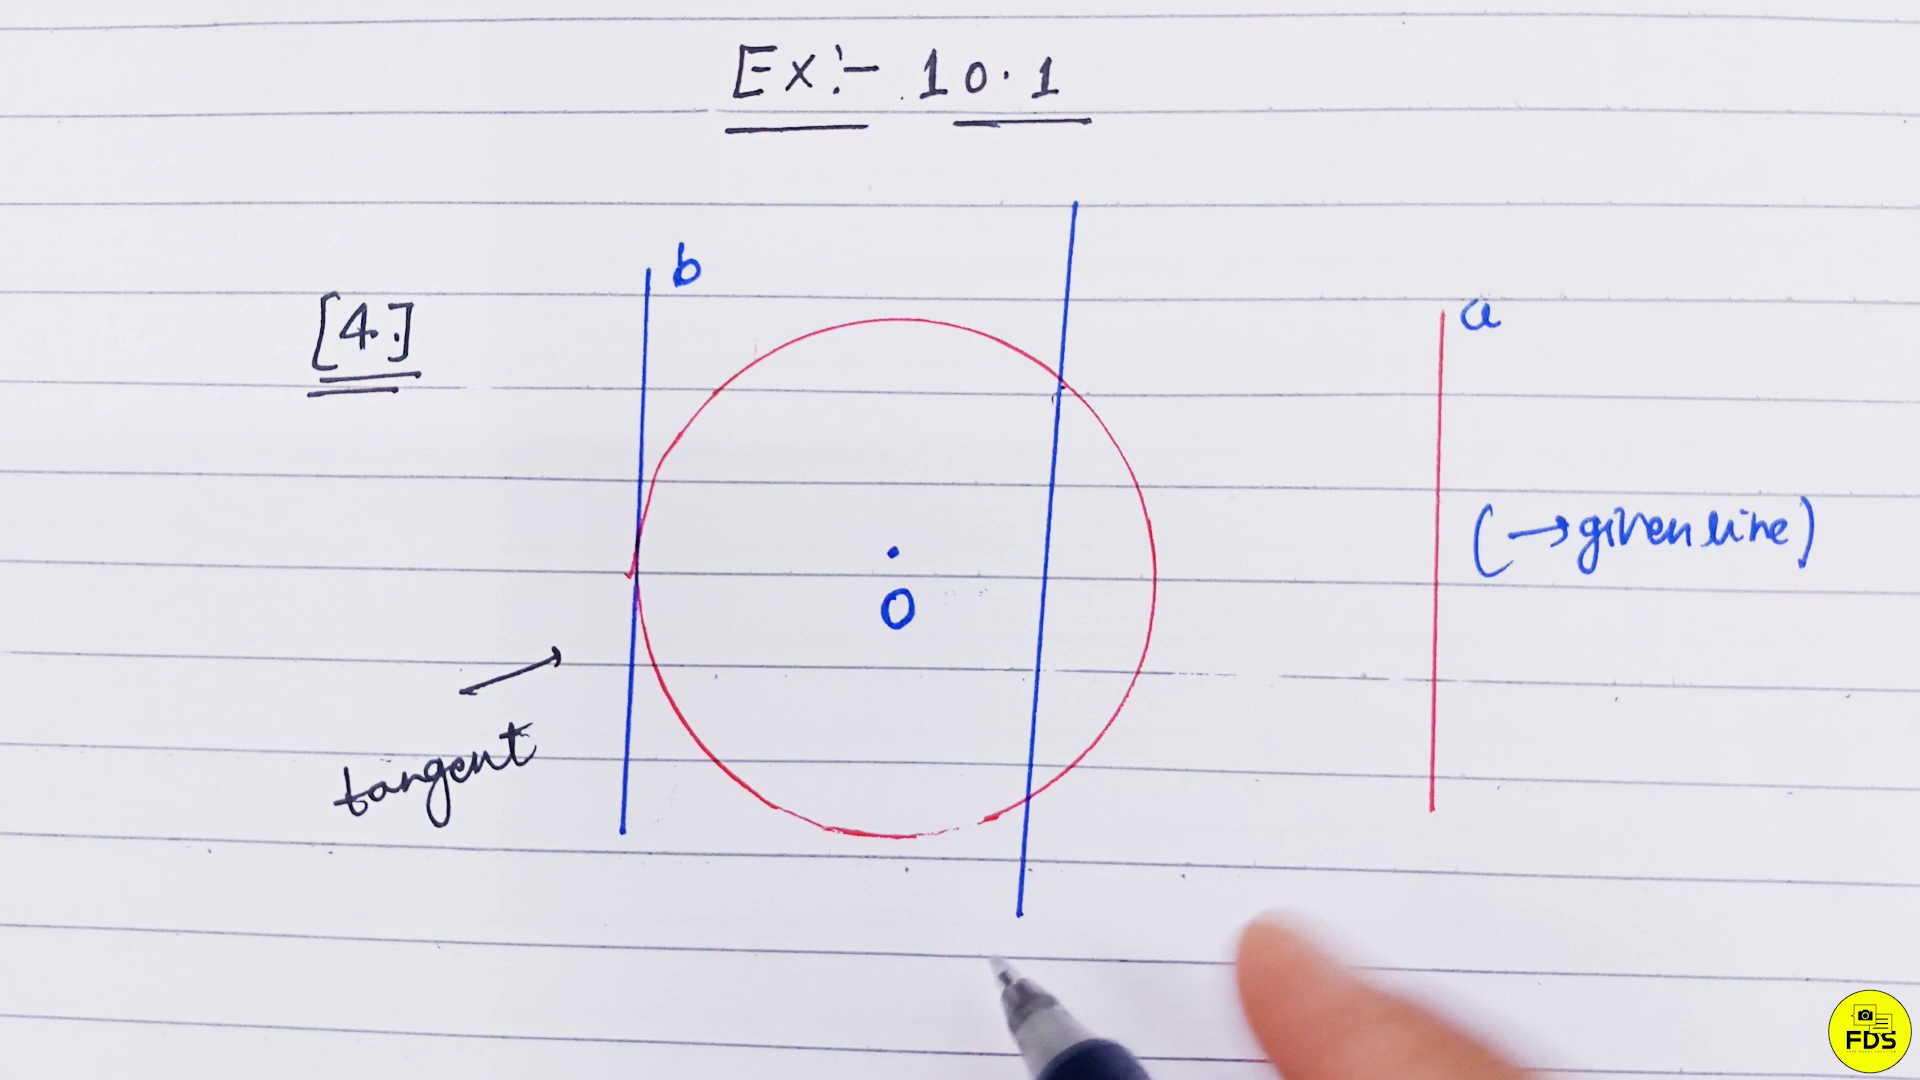 Ex:- 10.1
b
[4.]
a
(→given line)
O
tangent
FDS